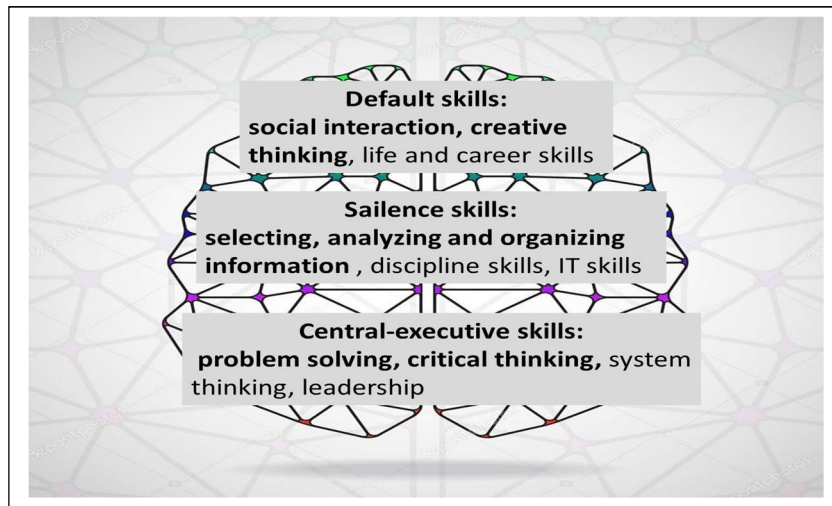 Default skills:
social interaction, creative
thinking, life and career skills
Sailence skills:
selecting, analyzing and organizing
information , discipline skills, IT skills
Central-executive skills:
problem solving, critical thinking, system
thinking, leadership